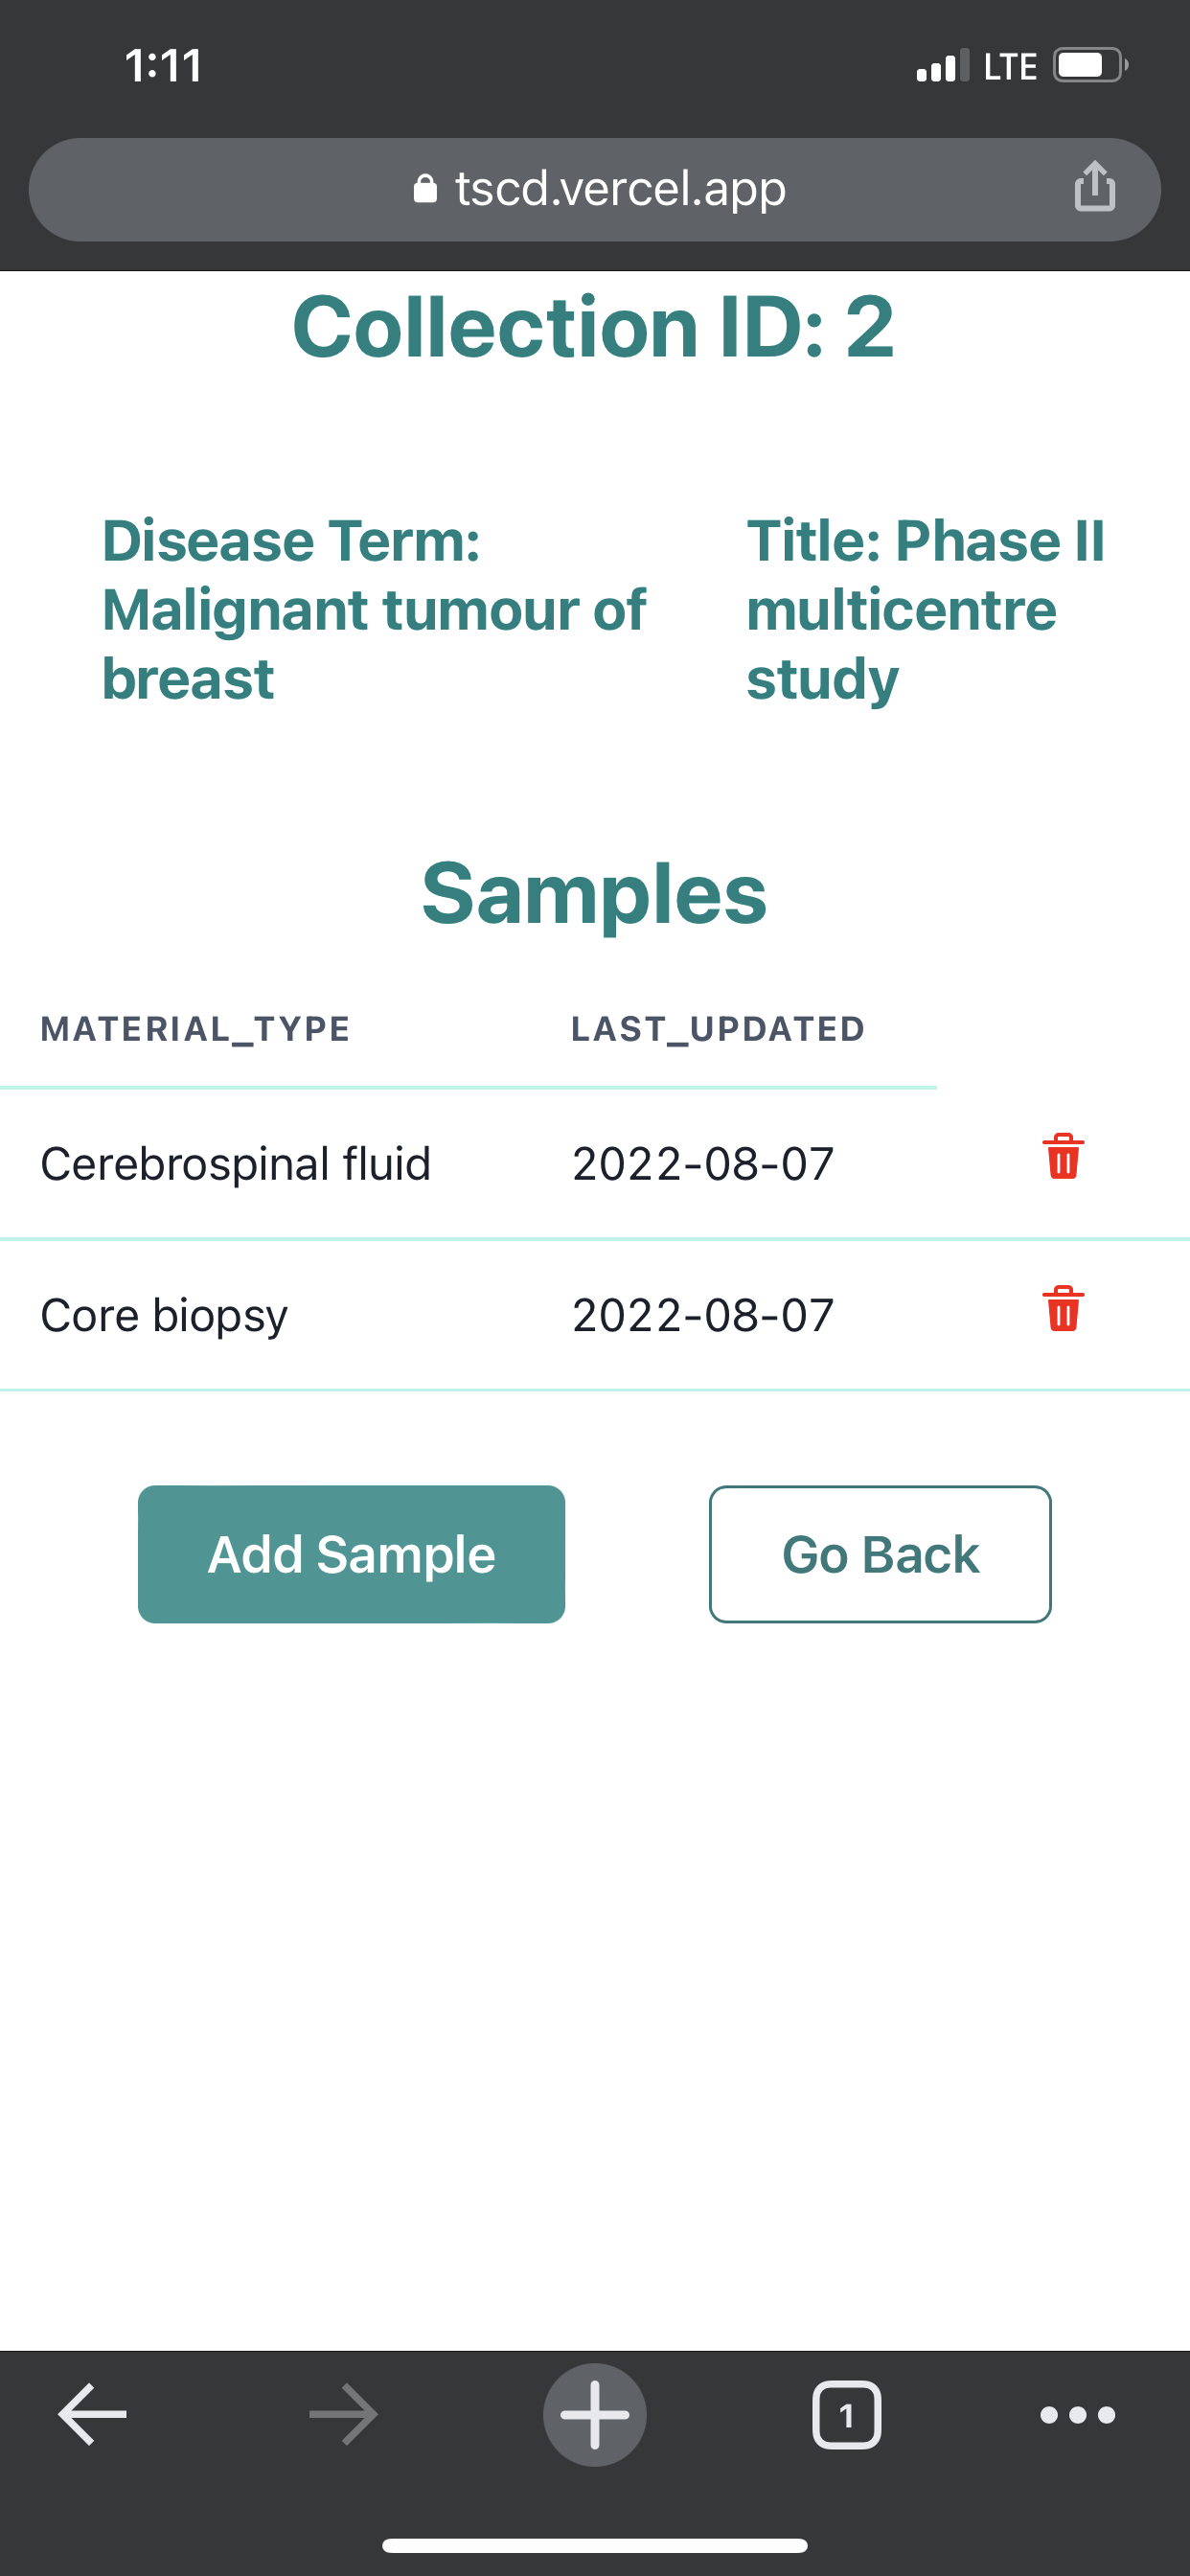 1:11 LTE
tscd.vercel.app
Collection ID: 2
Disease Term:
Malignant tumour of
breast
Title: Phase II
multicentre
study
Samples
MATERIAL_TYPE LAST_UPDATED
Cerebrospinal fluid 2022-08-07
Core biopsy 2022-08-07
Add Sample Go Back
1